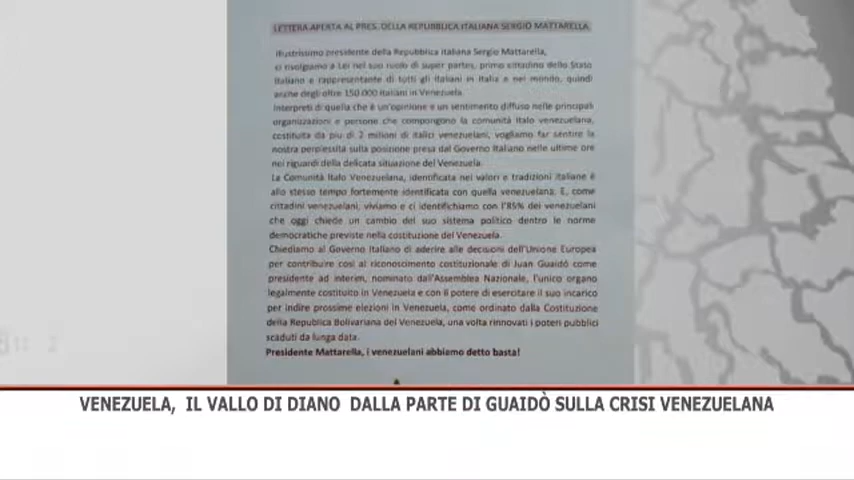 LETTERA APERTA AL PRES. DELLA REPUBBLICA ITALIANA SERGIO MATTARELLA
Illustrissimo presidente della Repubblica Italiana Sergio Mattarella,
ci rivolgiamo a Lei nel suo ruolo di super partes, primo cittadino dello Stato
Italiano e rappresentante di tutti gli italiani in Italia e nel mondo, quindi
anche degli oltre 150.000 italiani in Venezuela.
Interpreti di quella che è un'opinione e un sentimento diffuso nelle principali
organizzazioni e persone che compongono la comunità italo venezuelana,
costituita da piu di 2 milioni di italici venezuelani, vogliamo far sentire la
nostra perplessità sulla posizione presa dal Governo Italiano nelle ultime ore
nei riguardi della delicata situazione del Venezuela.
La Comunità Italo Venezuelana, identificata nei valori e tradizioni italiane è
allo stesso tempo fortemente identificata con quella venezuelana. E, come
cittadini venezuelani, viviamo e ci identifichiamo con l'85% dei venezuelani
che oggi chiede un cambio del suo sistema politico dentro le norme
democratiche previste nella costituzione del Venezuela.
Chiediamo al Governo Italiano di aderire alle decisioni dell'Unione Europea
per contribuire così al riconoscimento costituzionale di Juan Guaidó come
presidente ad interim, nominato dall'Assemblea Nazionale, l'unico organo
legalmente costituito in Venezuela e con il potere di esercitare il suo incarico
per indire prossime elezioni in Venezuela, come ordinato dalla Costituzione
della Republica Bolivariana del Venezuela, una volta rinnovati i poteri pubblici
scaduti da lunga data.
Presidente Mattarella, i venezuelani abbiamo detto basta!
VENEZUELA, IL VALLO DI DIANO DALLA PARTE DI GUAIDÒ SULLA CRISI VENEZUELANA